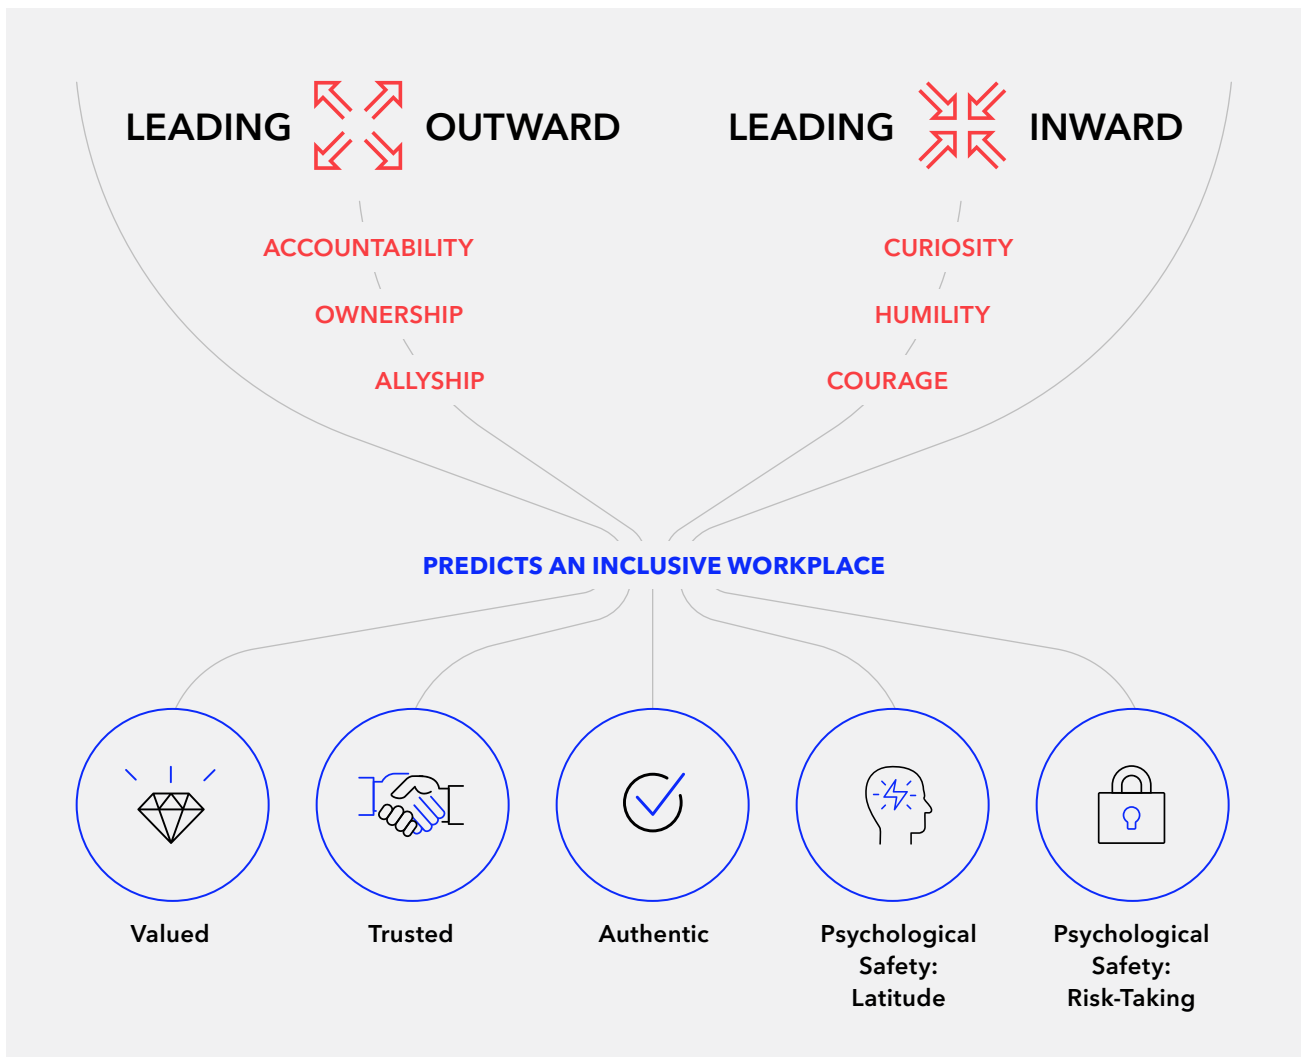 LEADING OUTWARD
LEADING INWARD
ACCOUNTABILITY
OWNERSHIP
ALLYSHIP
CURIOSITY
HUMILITY
COURAGE
PREDICTS AN INCLUSIVE WORKPLACE
Valued
Trusted
Authentic
Psychological
Safety:
Latitude
Psychological
Safety:
Risk-Taking